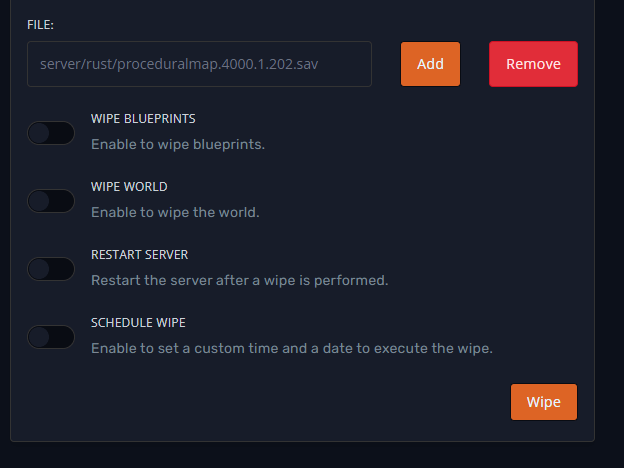 FILE:
server/rust/proceduralmap.4000.1.202.sav
Add
Remove
WIPE BLUEPRINTS
Enable to wipe blueprints.
WIPE WORLD
Enable to wipe the world.
RESTART SERVER
Restart the server after a wipe is performed.
SCHEDULE WIPE
Enable to set a custom time and a date to execute the wipe.
Wipe